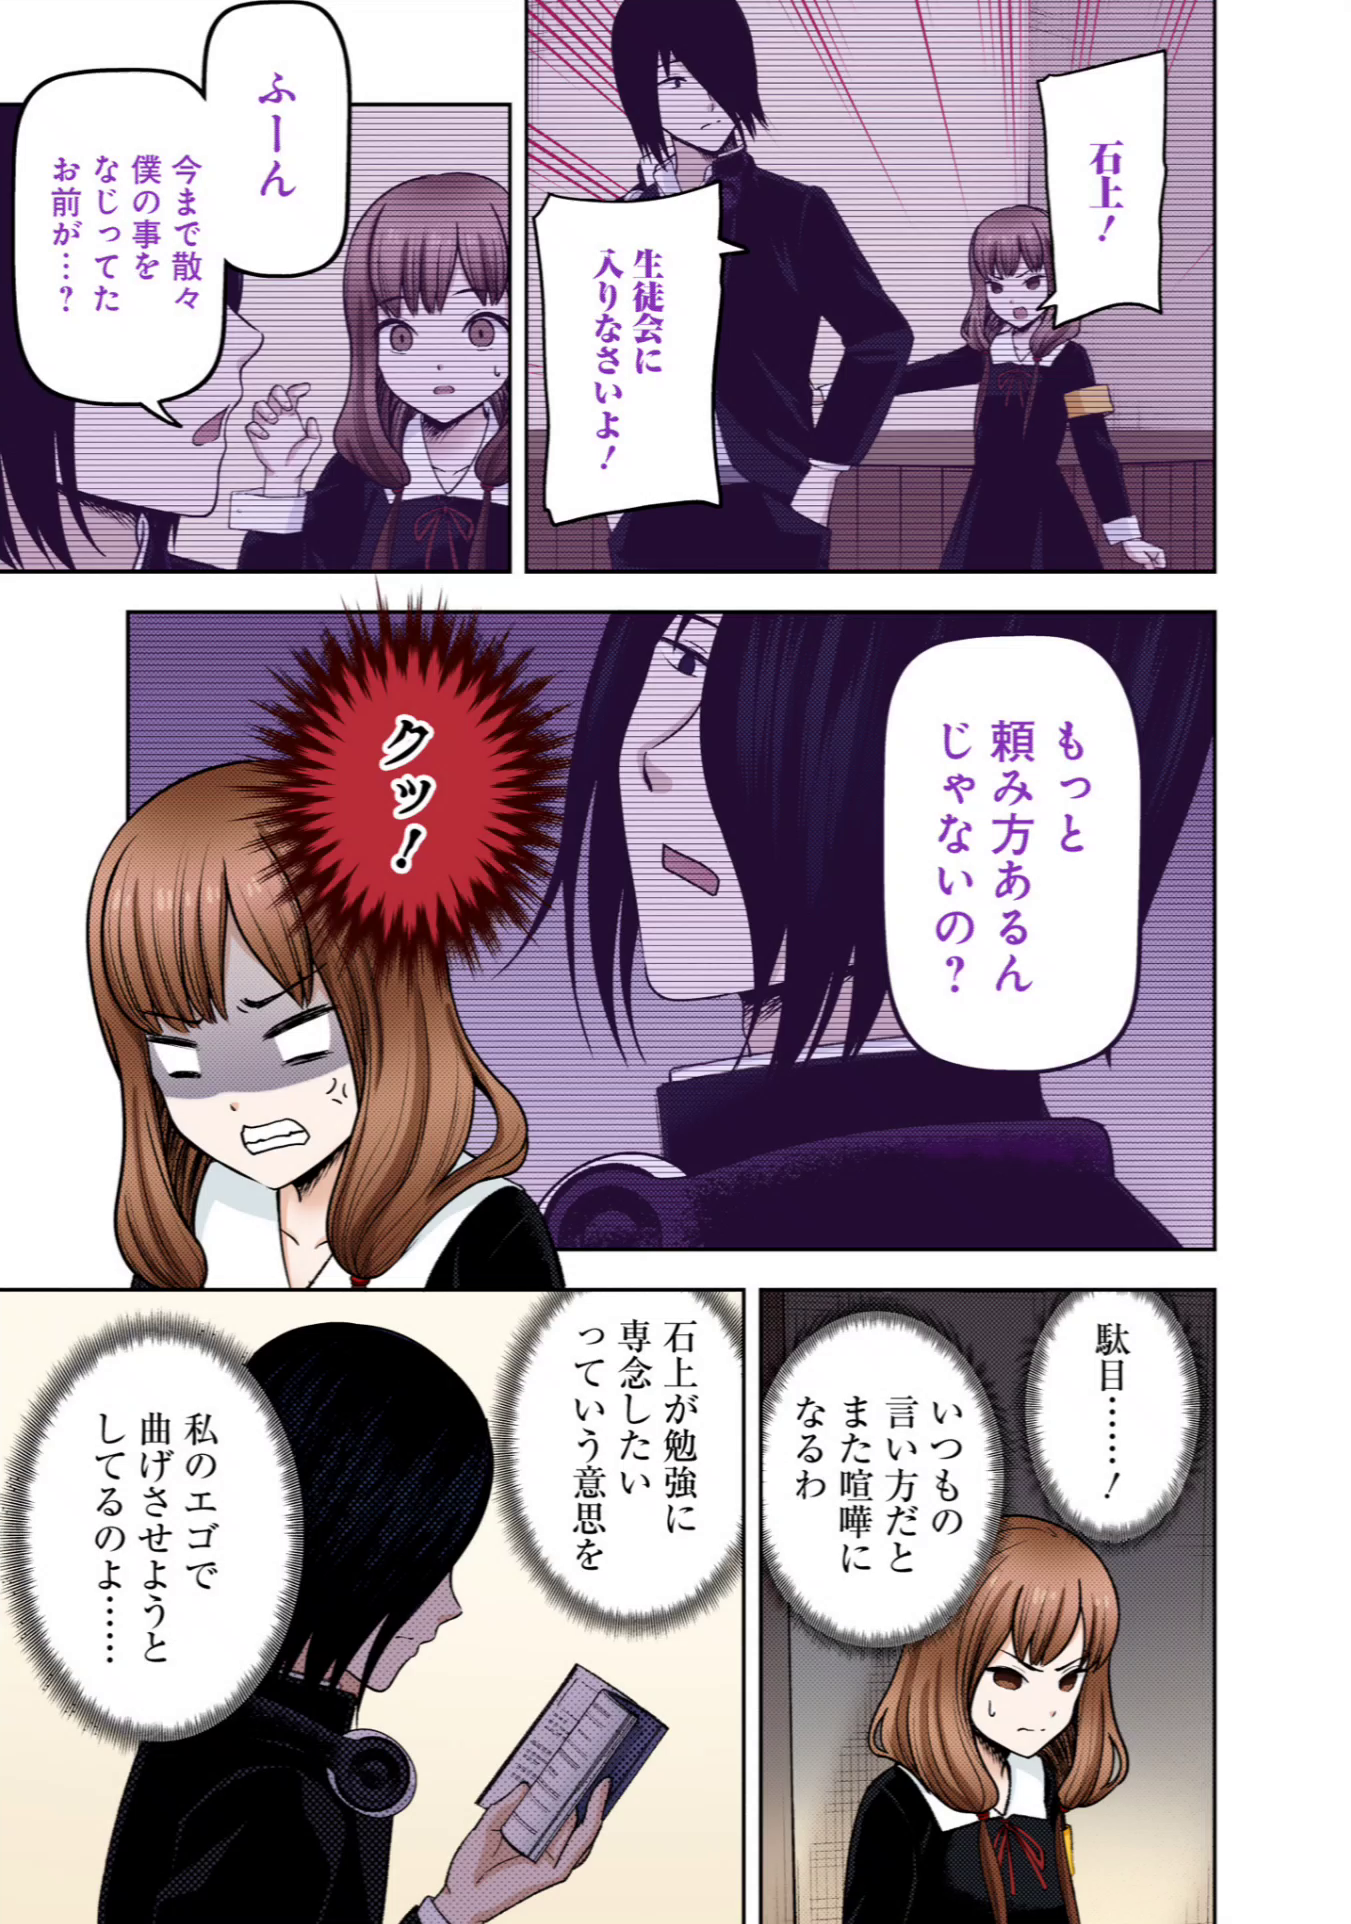 石上！
生徒会に
入りなさいよ！
ふーん
今まで散々
僕の事を
なじってた
お前が…？
もっと
頼み方あるん
じゃないの？
クッ！
駄目……！
いつもの
言い方だと
また喧嘩に
なるわ
石上が勉強に
専念したい
っていう意思を
私のエゴで
曲げさせようと
してるのよ……